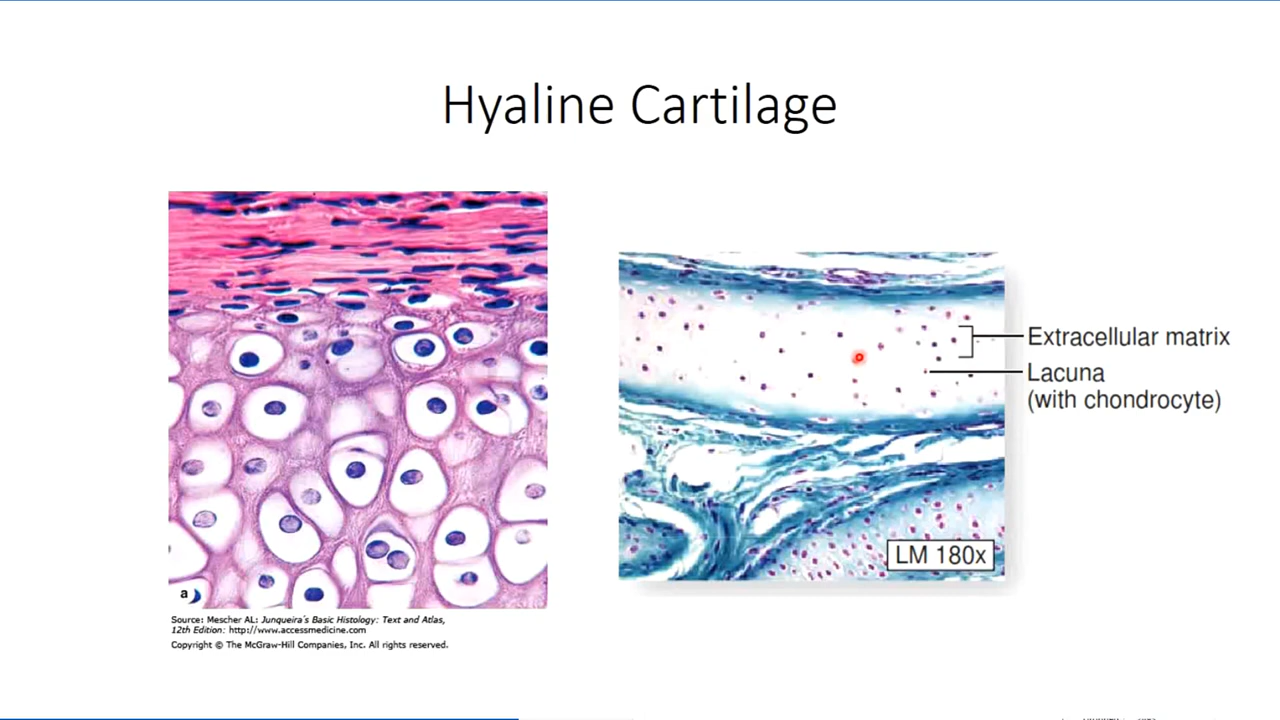 Hyaline Cartilage
a
Source: Mescher AL: Junqueira's Basic Histology: Text and Atlas,
12th Edition: http://www.accessmedicine.com
Copyright © The McGraw-Hill Companies, Inc. All rights reserved.
Extracellular matrix
Lacuna
(with chondrocyte)
LM 180x